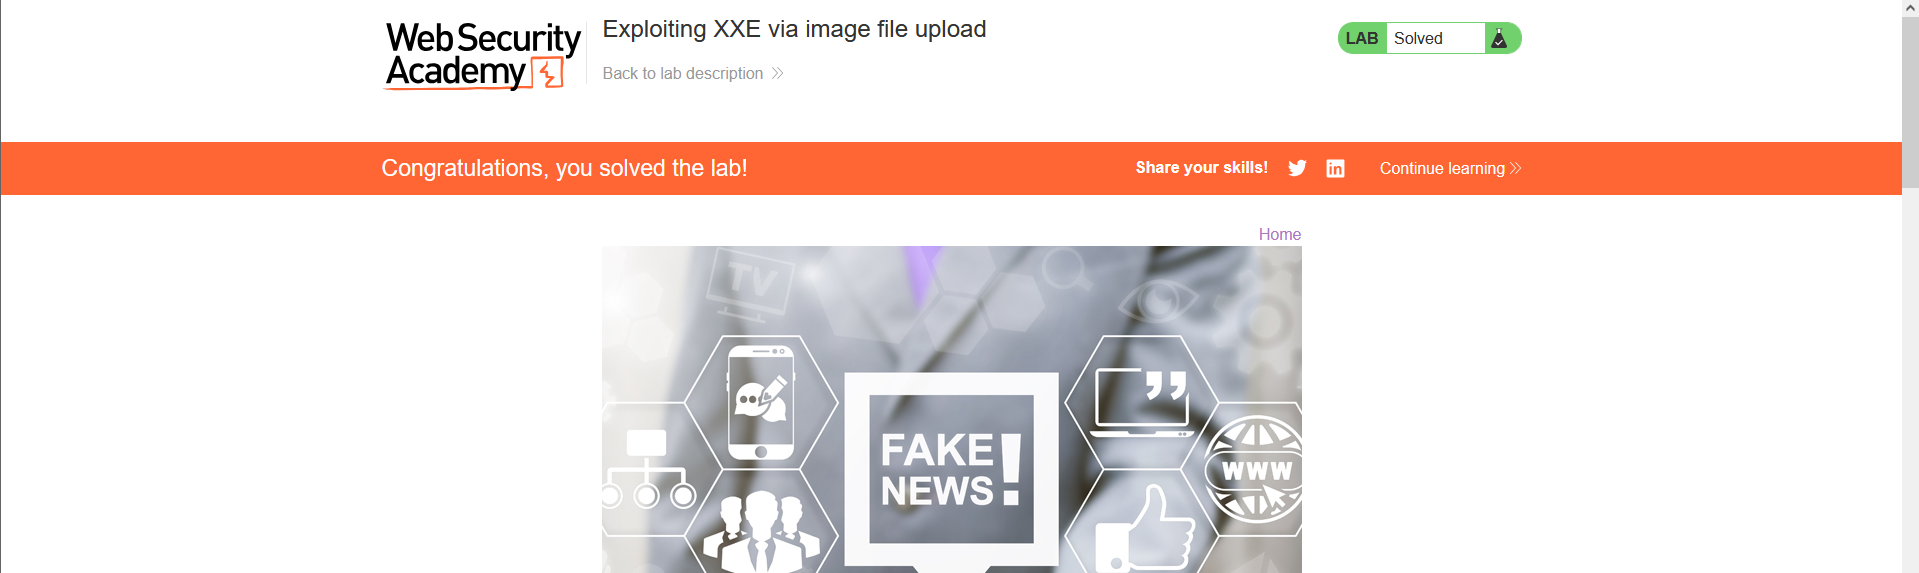 Web Security
Academy
Exploiting XXE via image file upload
Back to lab description
LAB Solved
Congratulations, you solved the lab!
Share your skills!
in
Continue learning
Home
TV
FAKE
NEWS!
WWW